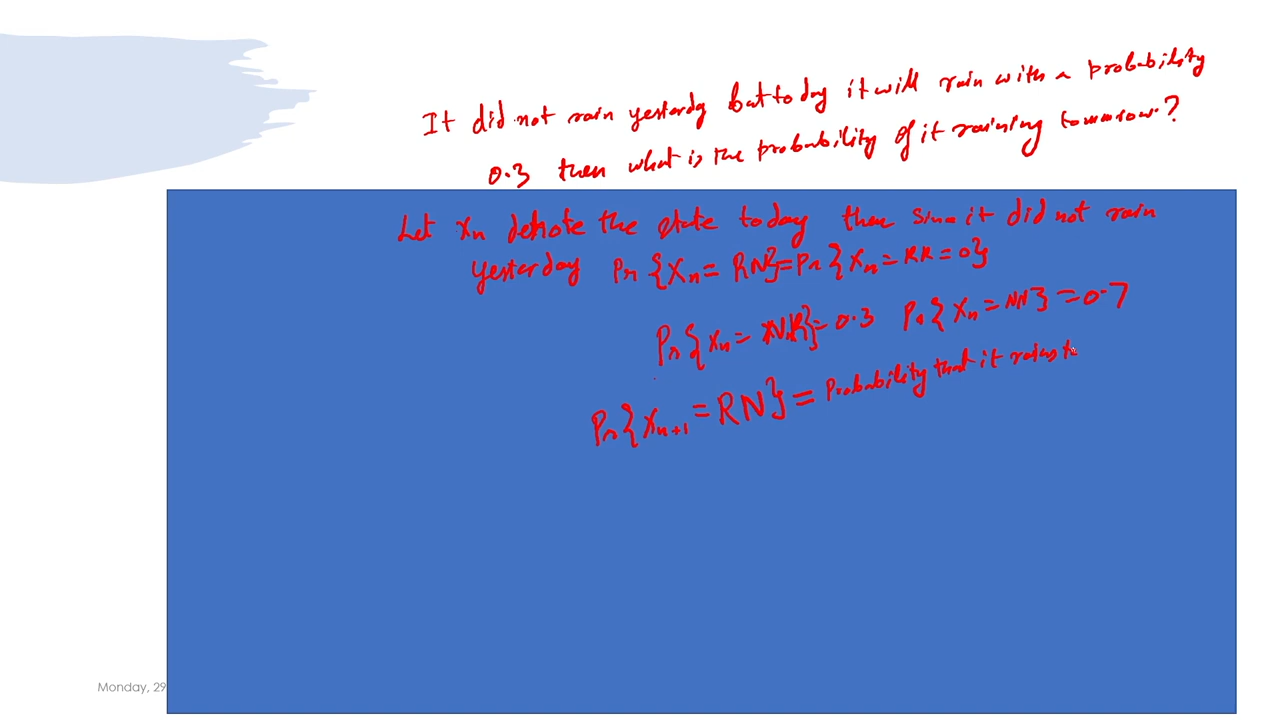 It did not rain yesterday but today it will rain with a probability
0.3 then what is the probability of it raining tomorrow?
Let Xn denote the state today then since it did not rain
yesterday Pr {Xn = RN} = Pr {Xn = RR = 0}
Pr {Xn = NR} = 0.3 Pr {Xn = NN} = 0.7
Pr {Xn+1 = RN} = Probability that it rains
Monday, 29